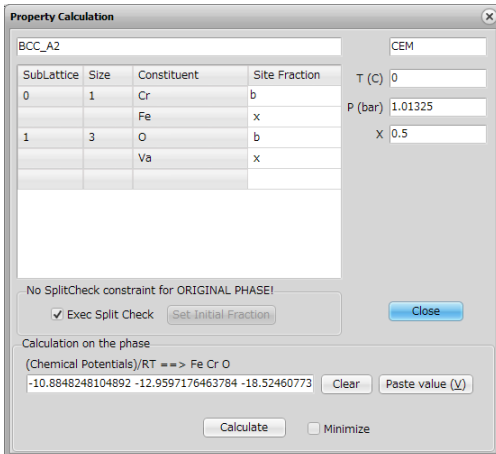 Property Calculation
BCC_A2
CEM
SubLattice Size Constituent Site Fraction
0 1 Cr b
Fe x
1 3 O b
Va x
T (C) 0
P (bar) 1.01325
X 0.5
No SplitCheck constraint for ORIGINAL PHASE!
Exec Split Check Set Initial Fraction
Close
Calculation on the phase
(Chemical Potentials)/RT ==> Fe Cr O
-10.8848248104892 -12.9597176463784 -18.52460773
Clear Paste value (V)
Calculate Minimize